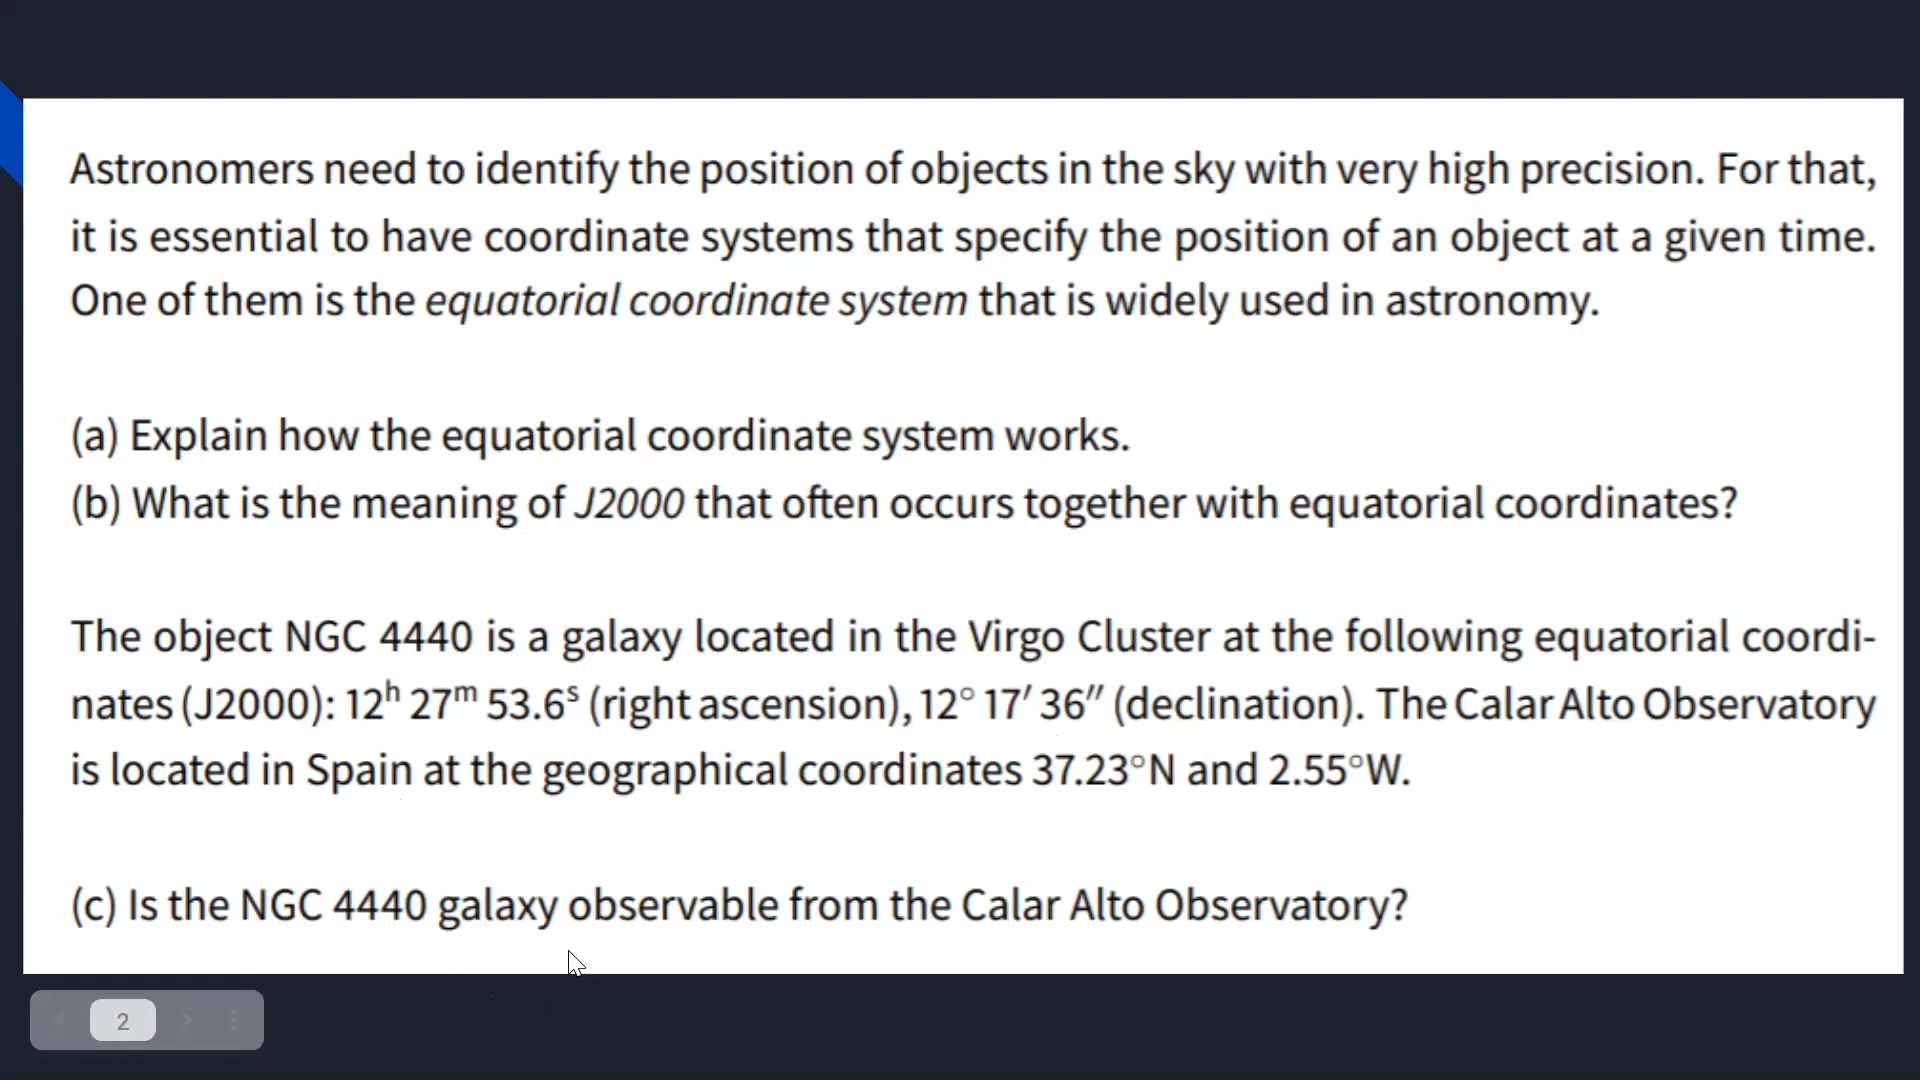 Astronomers need to identify the position of objects in the sky with very high precision. For that,
it is essential to have coordinate systems that specify the position of an object at a given time.
One of them is the equatorial coordinate system that is widely used in astronomy.
(a) Explain how the equatorial coordinate system works.
(b) What is the meaning of J2000 that often occurs together with equatorial coordinates?
The object NGC 4440 is a galaxy located in the Virgo Cluster at the following equatorial coordi-
nates (J2000): 12ʰ 27ᵐ 53.6ˢ (right ascension), 12° 17′ 36″ (declination). The Calar Alto Observatory
is located in Spain at the geographical coordinates 37.23°N and 2.55°W.
(c) Is the NGC 4440 galaxy observable from the Calar Alto Observatory?
2